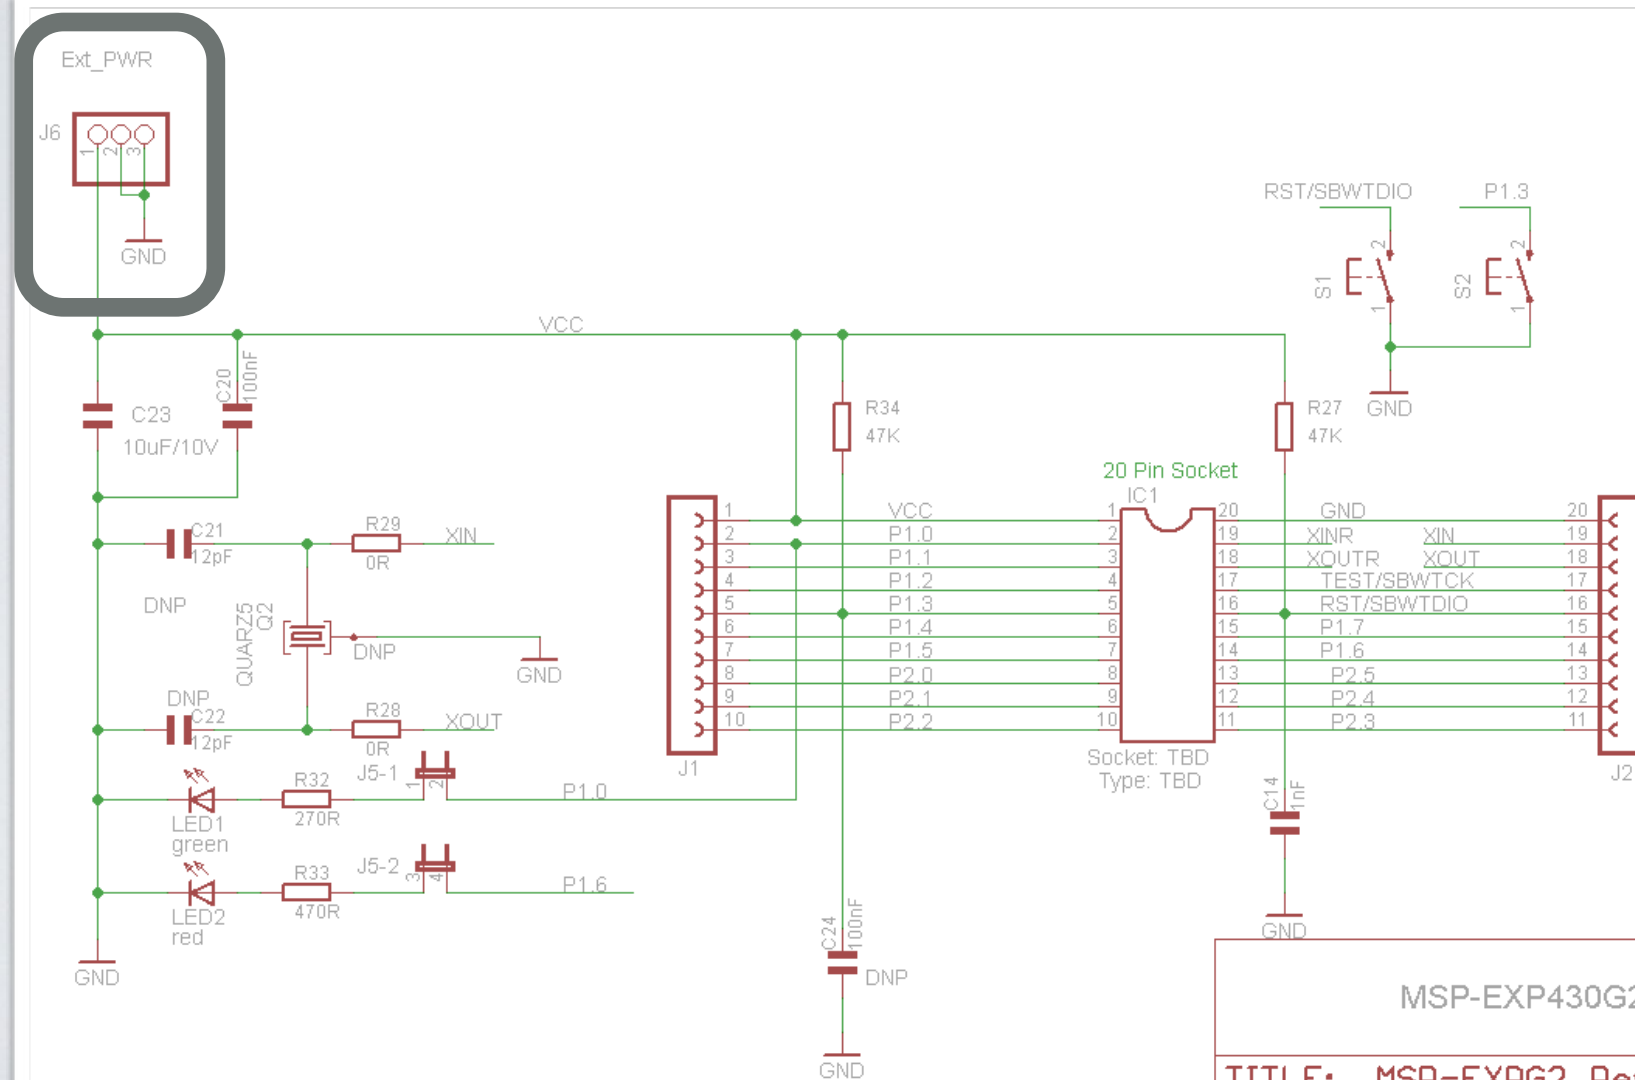 Ext_PWR
J6
1 2 3
GND
RST/SBWTDIO
P1.3
S1
2
1
S2
2
1
GND
VCC
C23
10uF/10V
C20
100nF
R34
47K
R27
47K
20 Pin Socket
IC1
C21
12pF
R29
0R
XIN
DNP
QUARZ5
Q2
DNP
GND
DNP
C22
12pF
R28
0R
XOUT
J5-1
1 2
LED1
green
R32
270R
P1.0
J5-2
3 4
LED2
red
R33
470R
P1.6
GND
1 VCC 1 20 GND 20
2 P1.0 2 19 XINR XIN 19
3 P1.1 3 18 XOUTR XOUT 18
4 P1.2 4 17 TEST/SBWTCK 17
5 P1.3 5 16 RST/SBWTDIO 16
6 P1.4 6 15 P1.7 15
7 P1.5 7 14 P1.6 14
8 P2.0 8 13 P2.5 13
9 P2.1 9 12 P2.4 12
10 P2.2 10 11 P2.3 11
J1
Socket: TBD
Type: TBD
J2
C14
1nF
GND
C24
100nF
DNP
GND
MSP-EXP430G2
TITLE: MSP-EXPG2